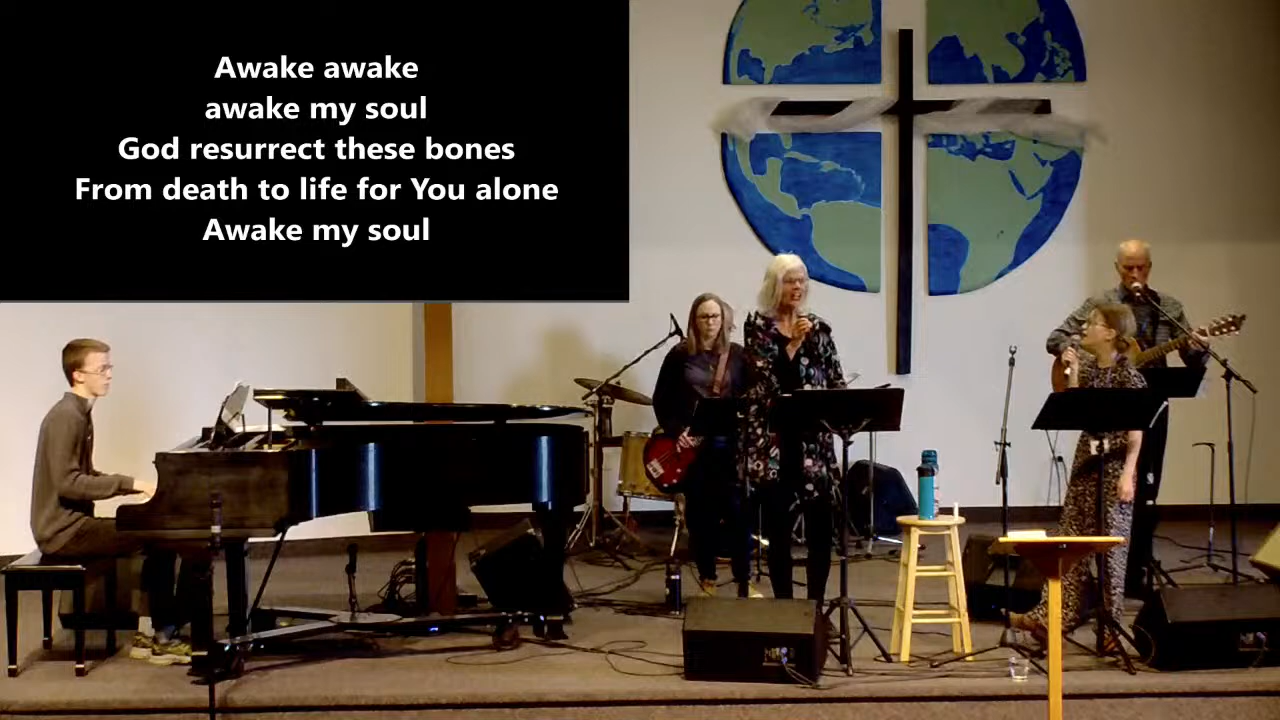 Awake awake
awake my soul
God resurrect these bones
From death to life for You alone
Awake my soul